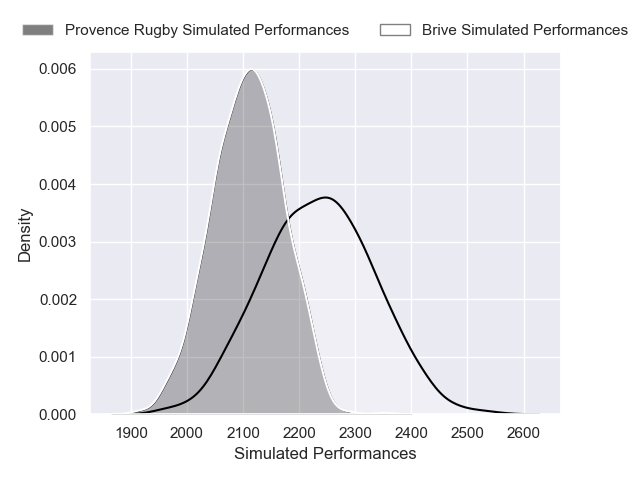 Provence Rugby Simulated Performances Brive Simulated Performances
0.006
0.005
0.004
0.003
0.002
0.001
0.000
Density
1900 2000 2100 2200 2300 2400 2500 2600
Simulated Performances